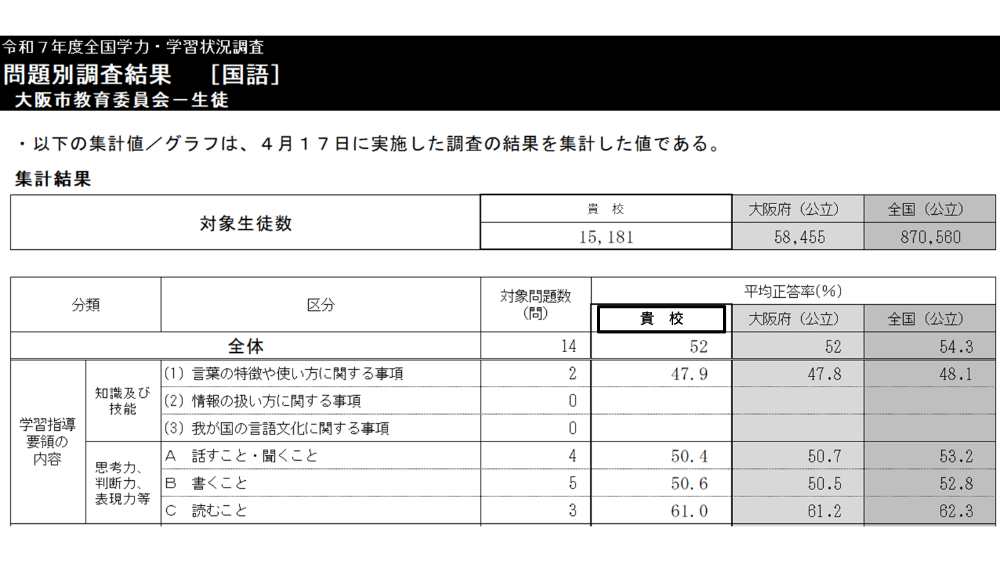 令和７年度全国学力・学習状況調査
問題別調査結果　［国語］
大阪市教育委員会－生徒
・以下の集計値／グラフは、４月１７日に実施した調査の結果を集計した値である。
集計結果
対象生徒数 貴　校 大阪府（公立） 全国（公立）
15,181 58,455 870,560
分類 区分 対象問題数（問） 平均正答率(％)
貴　校 大阪府（公立） 全国（公立）
全体 14 52 52 54.3
学習指導要領の内容 知識及び技能 (1) 言葉の特徴や使い方に関する事項 2 47.9 47.8 48.1
(2) 情報の扱い方に関する事項 0
(3) 我が国の言語文化に関する事項 0
思考力、判断力、表現力等 Ａ　話すこと・聞くこと 4 50.4 50.7 53.2
Ｂ　書くこと 5 50.6 50.5 52.8
Ｃ　読むこと 3 61.0 61.2 62.3